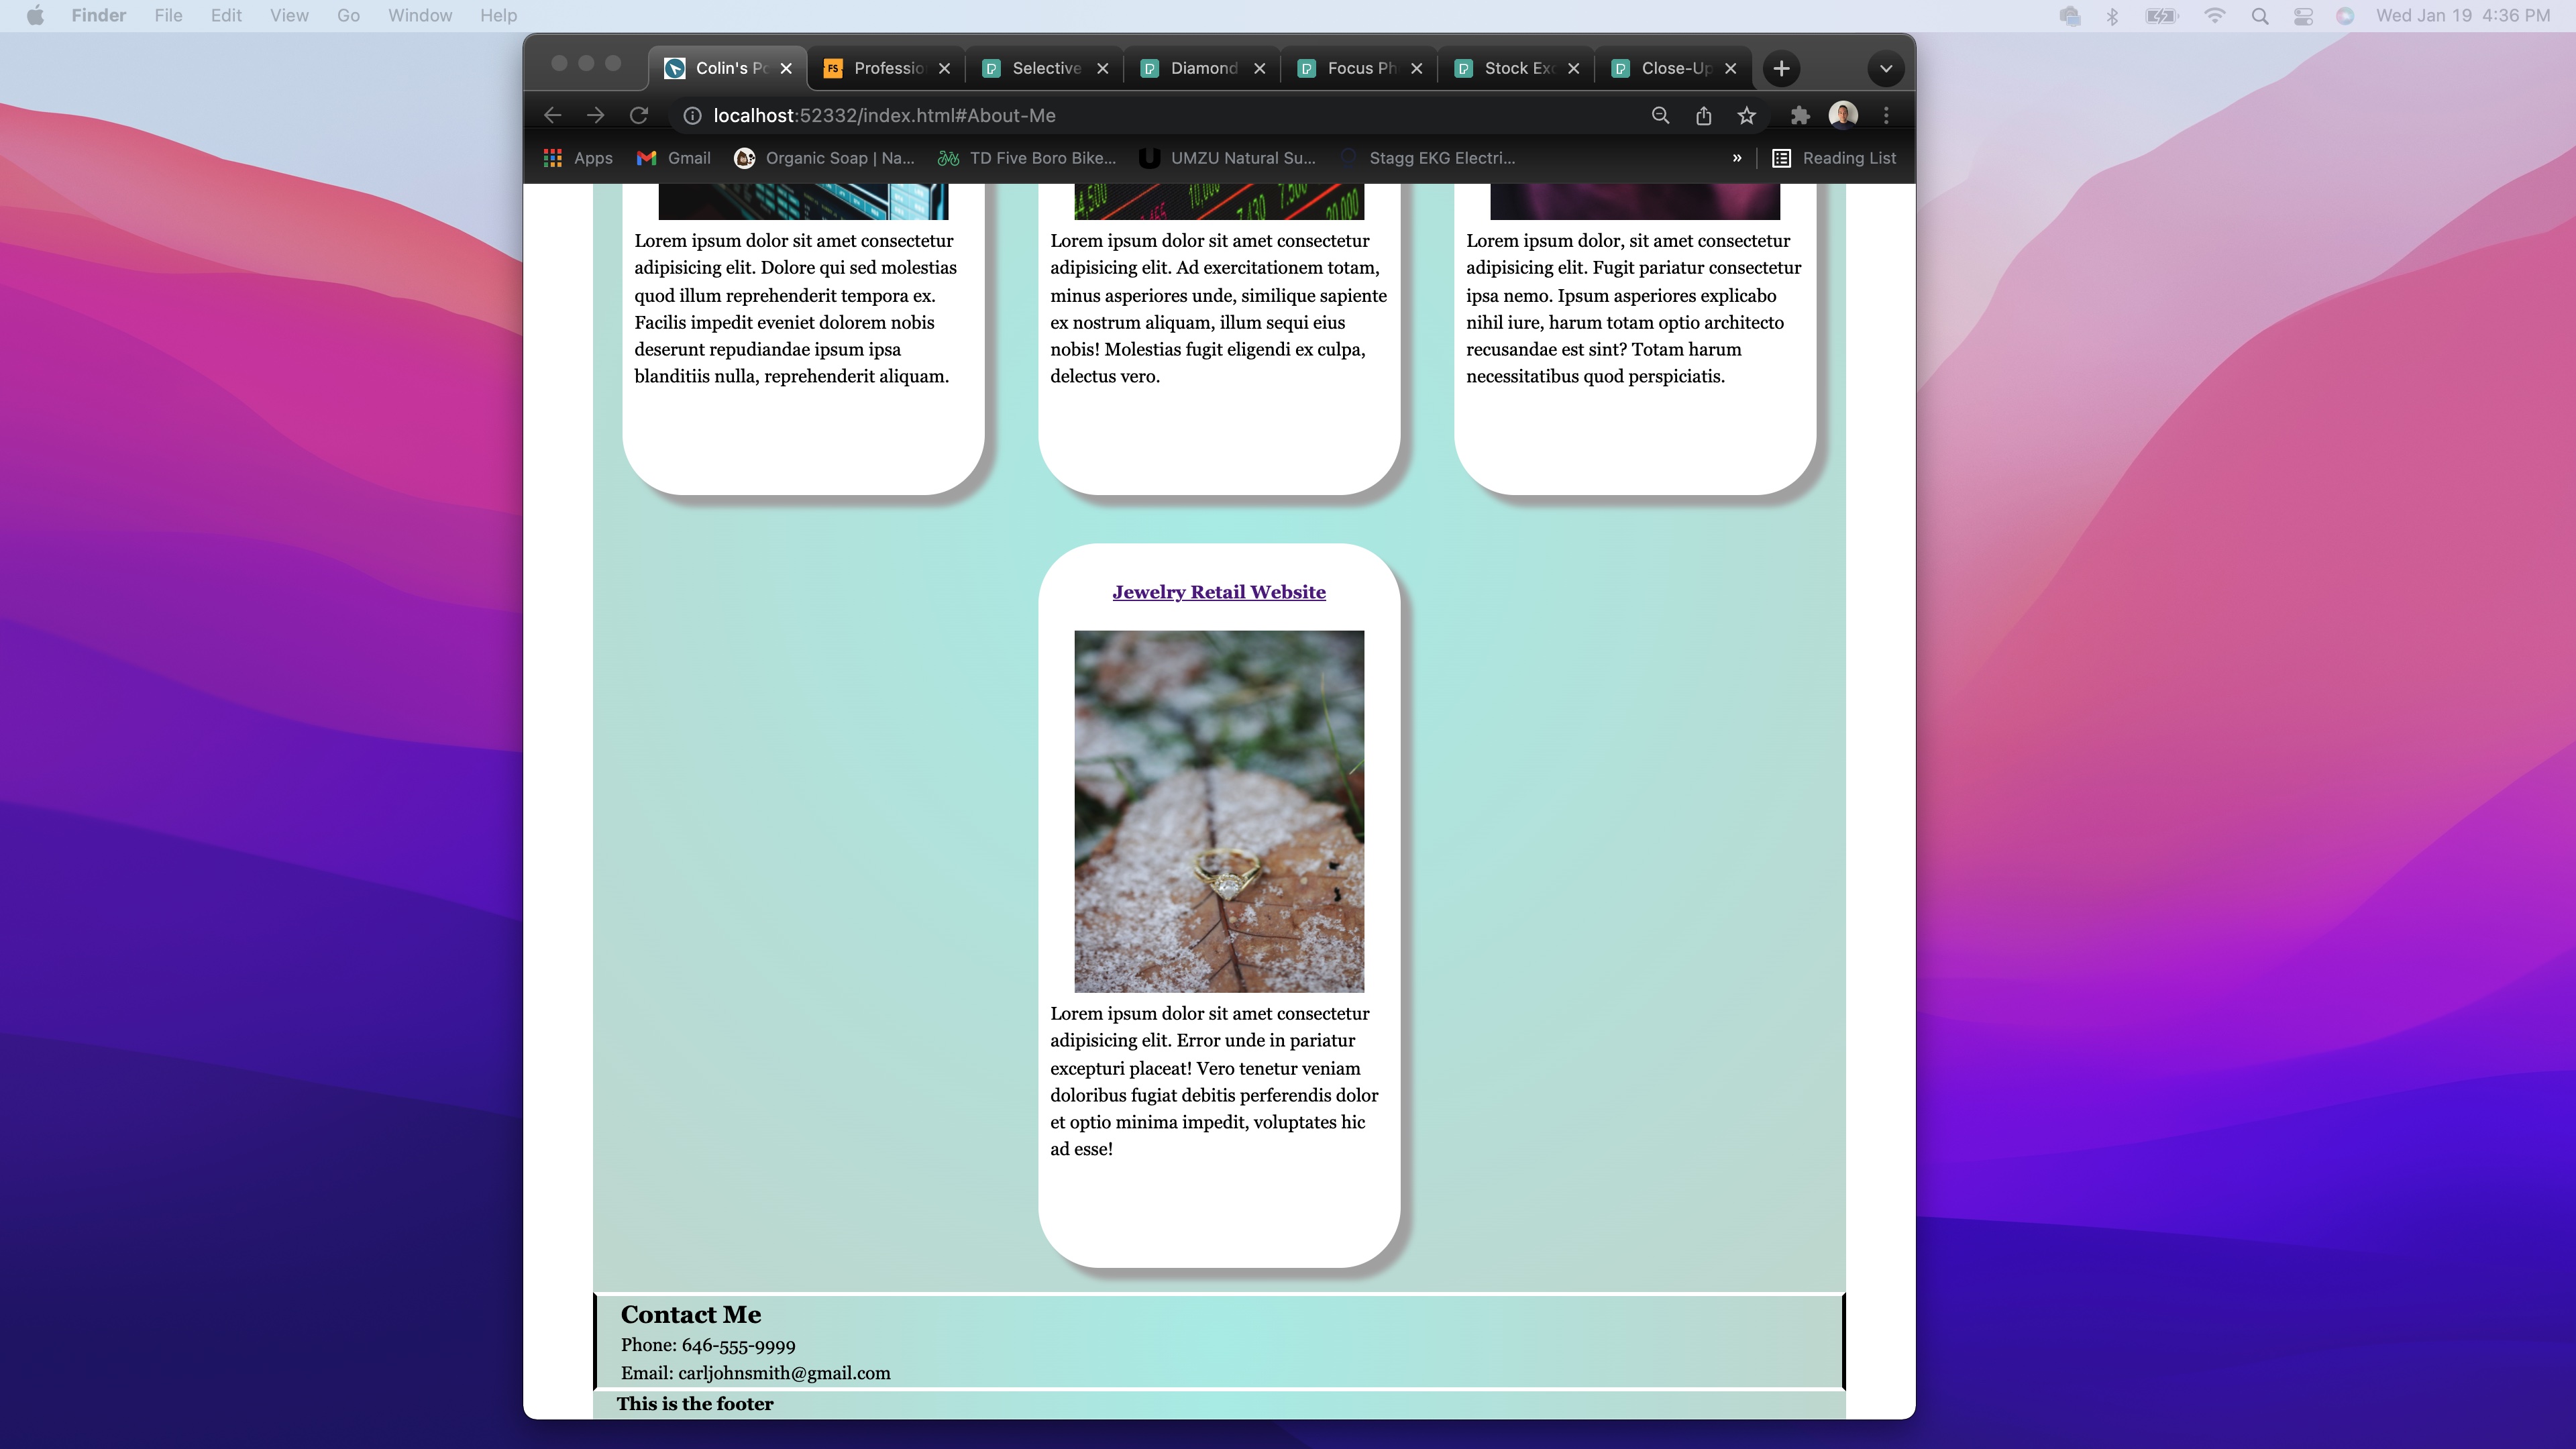 Finder File Edit View Go Window Help Wed Jan 19 4:36 PM
Colin's Po Professio Selective Diamond Focus Ph Stock Exc Close-Up
localhost:52332/index.html#About-Me
Apps Gmail Organic Soap | Na... TD Five Boro Bike... UMZU Natural Su... Stagg EKG Electri... » Reading List
Lorem ipsum dolor sit amet consectetur
adipisicing elit. Dolore qui sed molestias
quod illum reprehenderit tempora ex.
Facilis impedit eveniet dolorem nobis
deserunt repudiandae ipsum ipsa
blanditiis nulla, reprehenderit aliquam.
Lorem ipsum dolor sit amet consectetur
adipisicing elit. Ad exercitationem totam,
minus asperiores unde, similique sapiente
ex nostrum aliquam, illum sequi eius
nobis! Molestias fugit eligendi ex culpa,
delectus vero.
Lorem ipsum dolor, sit amet consectetur
adipisicing elit. Fugit pariatur consectetur
ipsa nemo. Ipsum asperiores explicabo
nihil iure, harum totam optio architecto
recusandae est sint? Totam harum
necessitatibus quod perspiciatis.
Jewelry Retail Website
Lorem ipsum dolor sit amet consectetur
adipisicing elit. Error unde in pariatur
excepturi placeat! Vero tenetur veniam
doloribus fugiat debitis perferendis dolor
et optio minima impedit, voluptates hic
ad esse!
Contact Me
Phone: 646-555-9999
Email: carljohnsmith@gmail.com
This is the footer